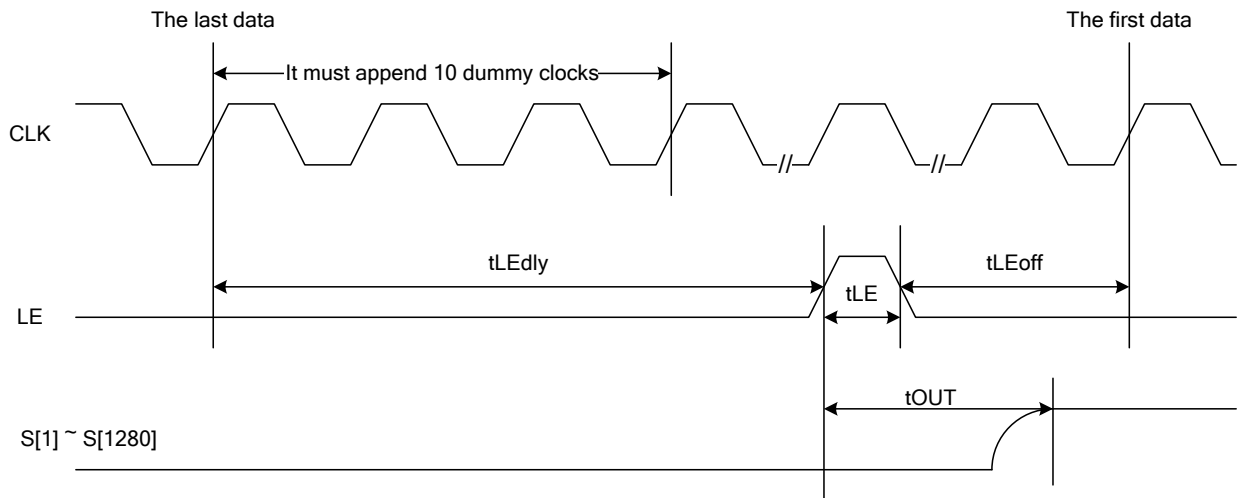 The last data
The first data
It must append 10 dummy clocks
CLK
//
//
tLEdly
tLEoff
tLE
LE
tOUT
S[1] ~ S[1280]